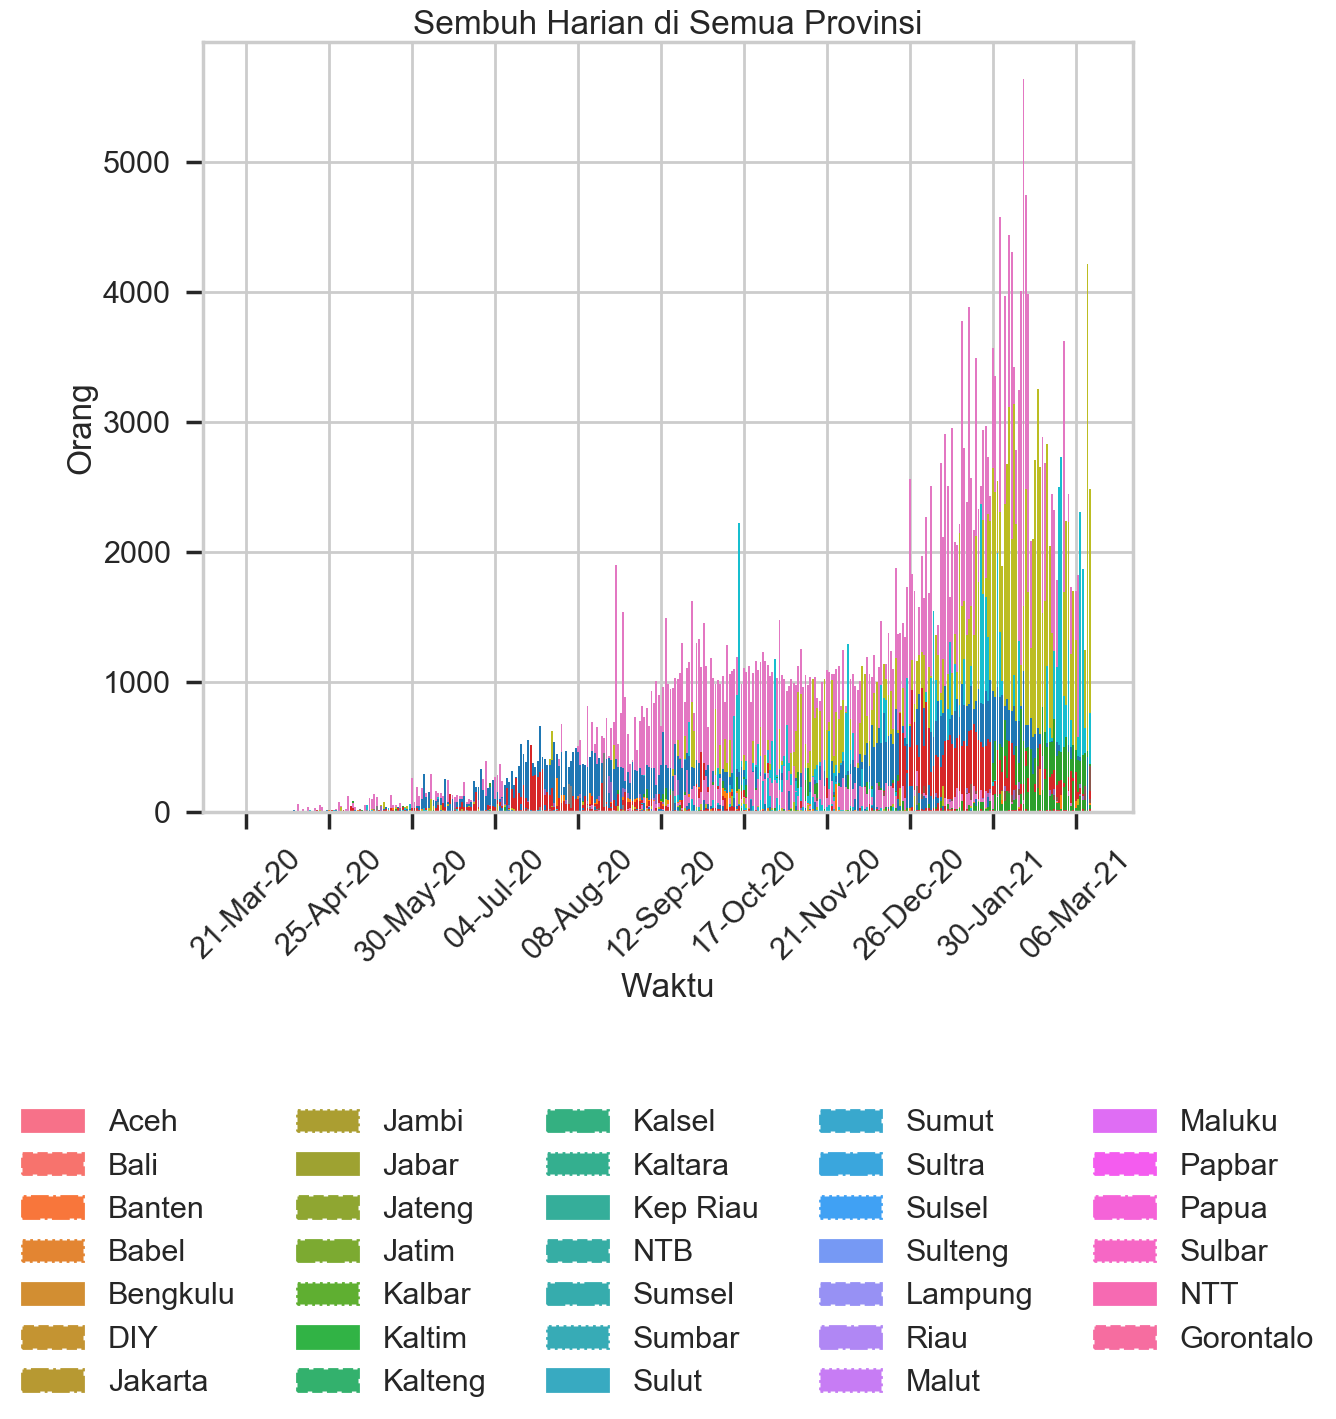 Sembuh Harian di Semua Provinsi
5000
4000
3000
2000
1000
0
Orang
21-Mar-20
25-Apr-20
30-May-20
04-Jul-20
08-Aug-20
12-Sep-20
17-Oct-20
21-Nov-20
26-Dec-20
30-Jan-21
06-Mar-21
Waktu
Aceh
Bali
Banten
Babel
Bengkulu
DIY
Jakarta
Jambi
Jabar
Jateng
Jatim
Kalbar
Kaltim
Kalteng
Kalsel
Kaltara
Kep Riau
NTB
Sumsel
Sumbar
Sulut
Sumut
Sultra
Sulsel
Sulteng
Lampung
Riau
Malut
Maluku
Papbar
Papua
Sulbar
NTT
Gorontalo